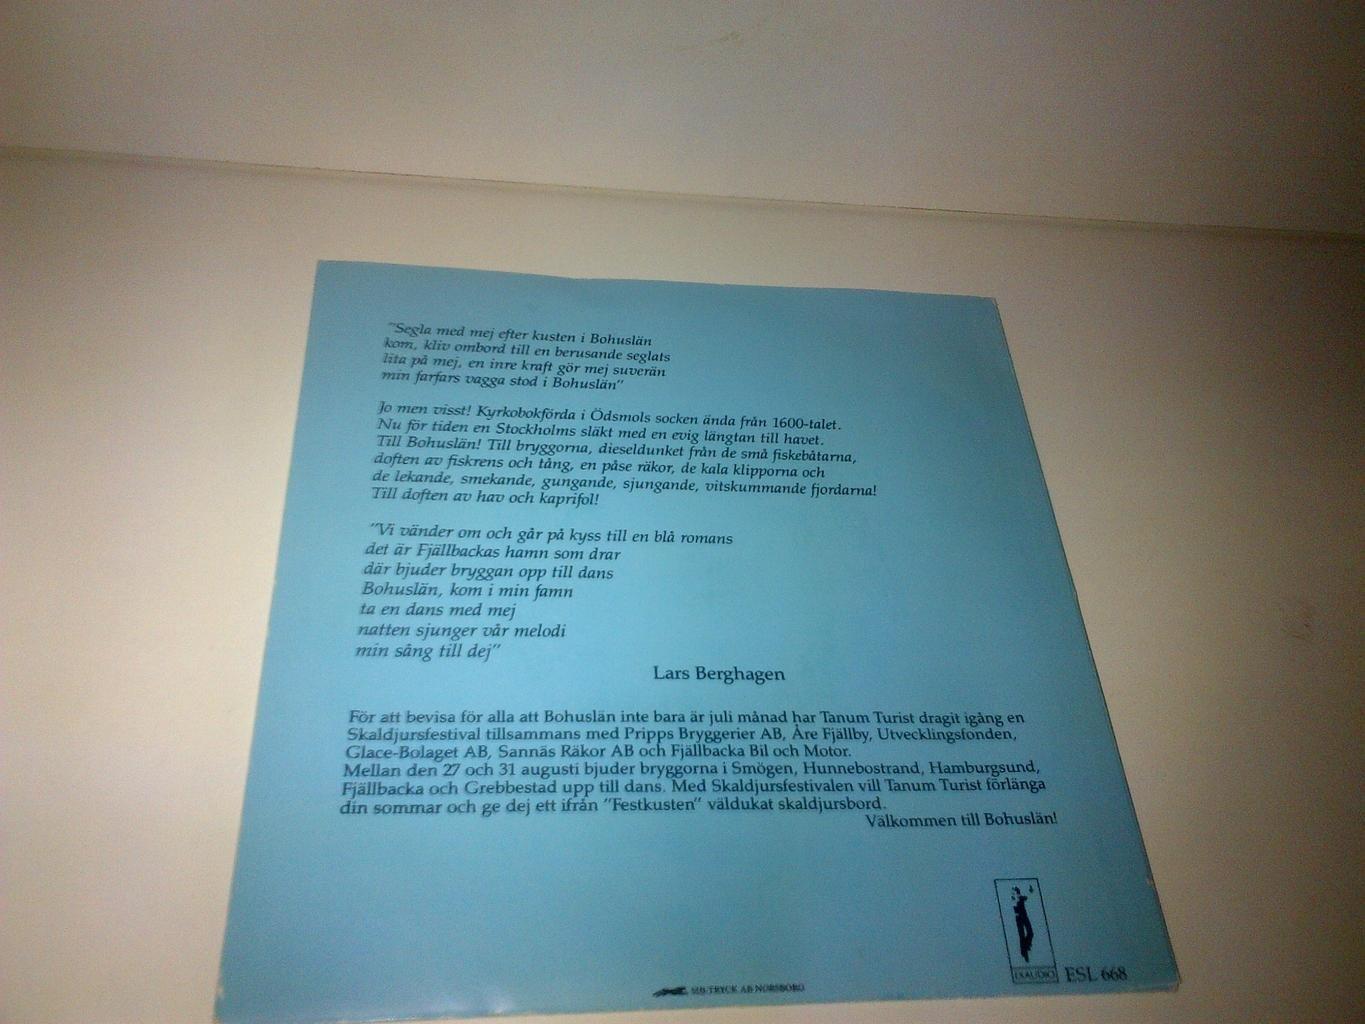 "Segla med mej efter kusten i Bohuslän
kom, kliv ombord till en berusande seglats
lita på mej, en inre kraft gör mej suverän
min farfars vagga stod i Bohuslän"
Jo men visst! Kyrkobokförda i Ödsmols socken ända från 1600-talet.
Nu för tiden en Stockholms släkt med en evig längtan till havet.
Till Bohuslän! Till bryggorna, dieseldunket från de små fiskebåtarna,
doften av fiskrens och tång, en påse räkor, de kala klipporna och
de lekande, smekande, gungande, sjungande, vitskummande fjordarna!
Till doften av hav och kaprifol!
"Vi vänder om och går på kyss till en blå romans
det är Fjällbackas hamn som drar
där bjuder bryggan opp till dans
Bohuslän, kom i min famn
ta en dans med mej
natten sjunger vår melodi
min sång till dej"
Lars Berghagen
För att bevisa för alla att Bohuslän inte bara är juli månad har Tanum Turist dragit igång en
Skaldjursfestival tillsammans med Pripps Bryggerier AB, Åre Fjällby, Utvecklingsfonden,
Glace-Bolaget AB, Sannäs Räkor AB och Fjällbacka Bil och Motor.
Mellan den 27 och 31 augusti bjuder bryggorna i Smögen, Hunnebostrand, Hamburgsund,
Fjällbacka och Grebbestad upp till dans. Med Skaldjursfestivalen vill Tanum Turist förlänga
din sommar och ge dej ett ifrån "Festkusten" väldukat skaldjursbord.
Välkommen till Bohuslän!
EXAUDIO ESL 668
SIB-TRYCK AB NORSBORG